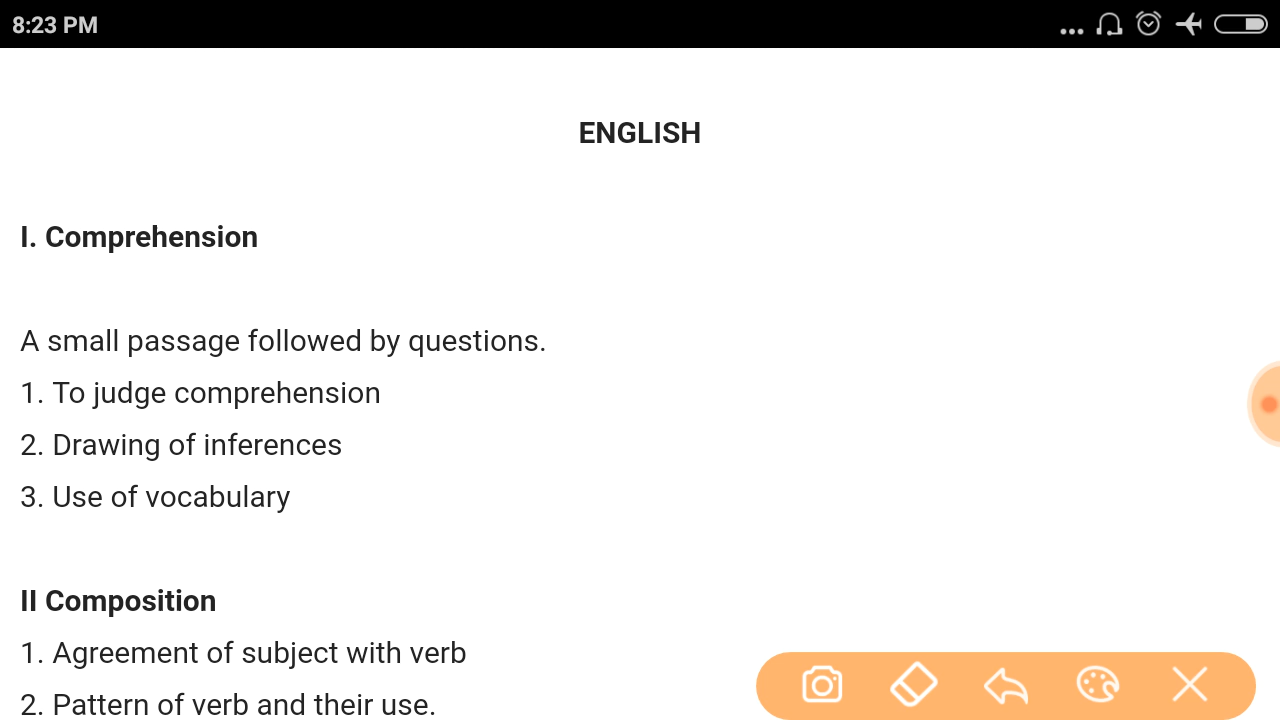 8:23 PM
ENGLISH
I. Comprehension
A small passage followed by questions.
1. To judge comprehension
2. Drawing of inferences
3. Use of vocabulary
II Composition
1. Agreement of subject with verb
2. Pattern of verb and their use.